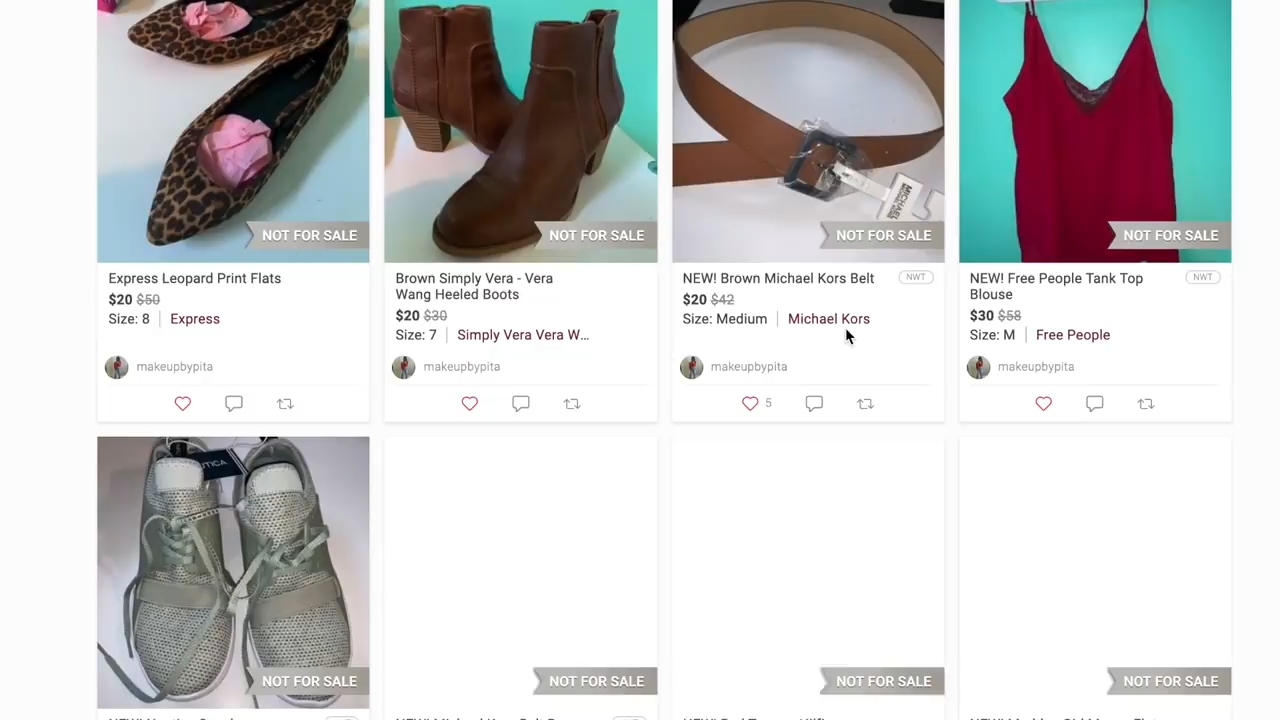 NOT FOR SALE
NOT FOR SALE
MICHAEL
NOT FOR SALE
NOT FOR SALE
Express Leopard Print Flats
$20 $50
Size: 8 Express
makeupbypita
Brown Simply Vera - Vera
Wang Heeled Boots
$20 $30
Size: 7 Simply Vera Vera W...
makeupbypita
NEW! Brown Michael Kors Belt NWT
$20 $42
Size: Medium Michael Kors
makeupbypita
5
NEW! Free People Tank Top NWT
Blouse
$30 $58
Size: M Free People
makeupbypita
NOT FOR SALE
NOT FOR SALE
NOT FOR SALE
NOT FOR SALE